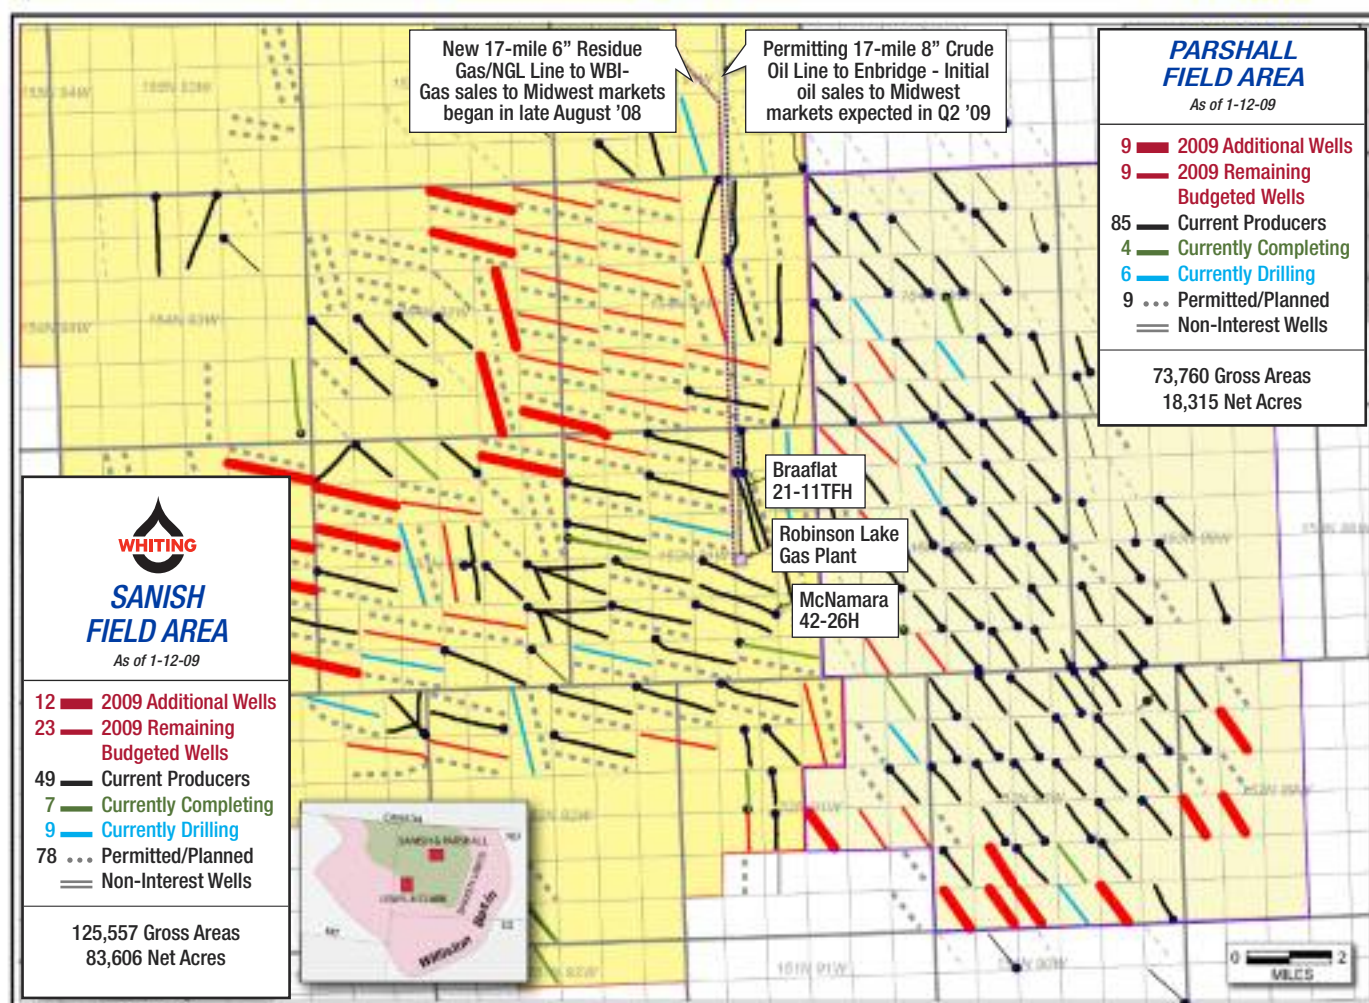 New 17-mile 6” Residue
Gas/NGL Line to WBI-
Gas sales to Midwest markets
began in late August ’08
Permitting 17-mile 8” Crude
Oil Line to Enbridge - Initial
oil sales to Midwest
markets expected in Q2 ’09
PARSHALL
FIELD AREA
As of 1-12-09
9 2009 Additional Wells
9 2009 Remaining
Budgeted Wells
85 Current Producers
4 Currently Completing
6 Currently Drilling
9 Permitted/Planned
Non-Interest Wells
73,760 Gross Areas
18,315 Net Acres
Braaflat
21-11TFH
Robinson Lake
Gas Plant
McNamara
42-26H
WHITING
SANISH
FIELD AREA
As of 1-12-09
12 2009 Additional Wells
23 2009 Remaining
Budgeted Wells
49 Current Producers
7 Currently Completing
9 Currently Drilling
78 Permitted/Planned
Non-Interest Wells
125,557 Gross Areas
83,606 Net Acres
SANISH & PARSHALL
Williston Basin
151N 91W
0 2
MILES